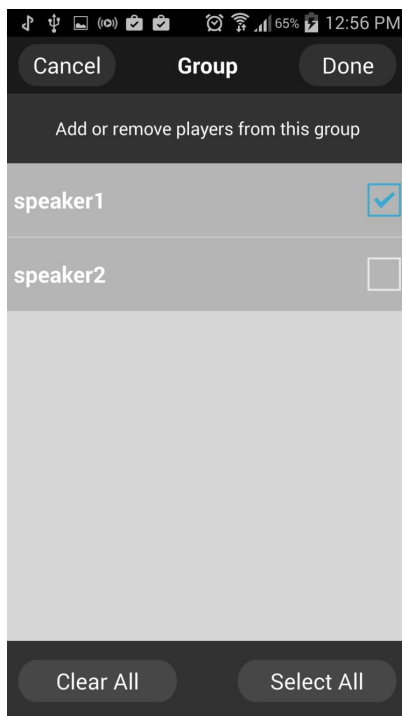 65% 12:56 PM
Cancel Group Done
Add or remove players from this group
speaker1
speaker2
Clear All Select All